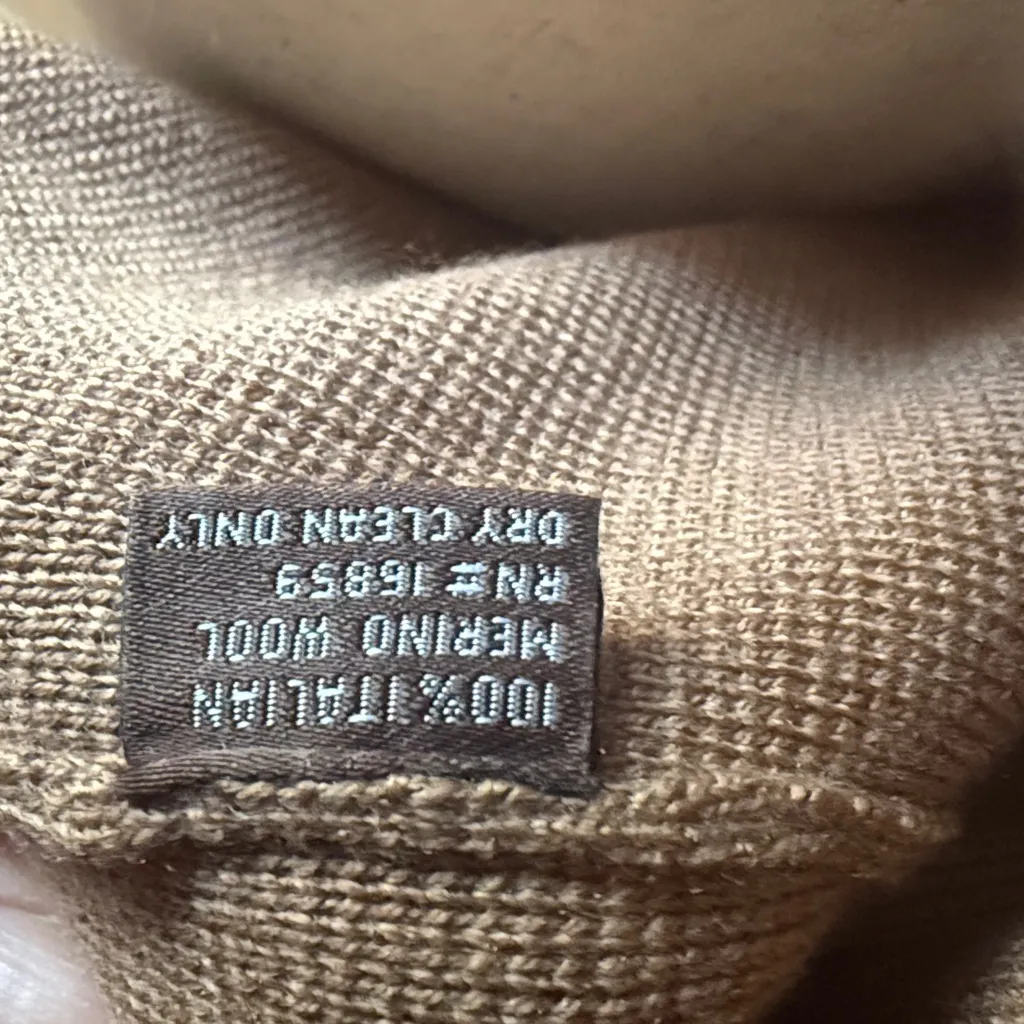 100% ITALIAN
MERINO WOOL
RN# 16859
DRY CLEAN ONLY